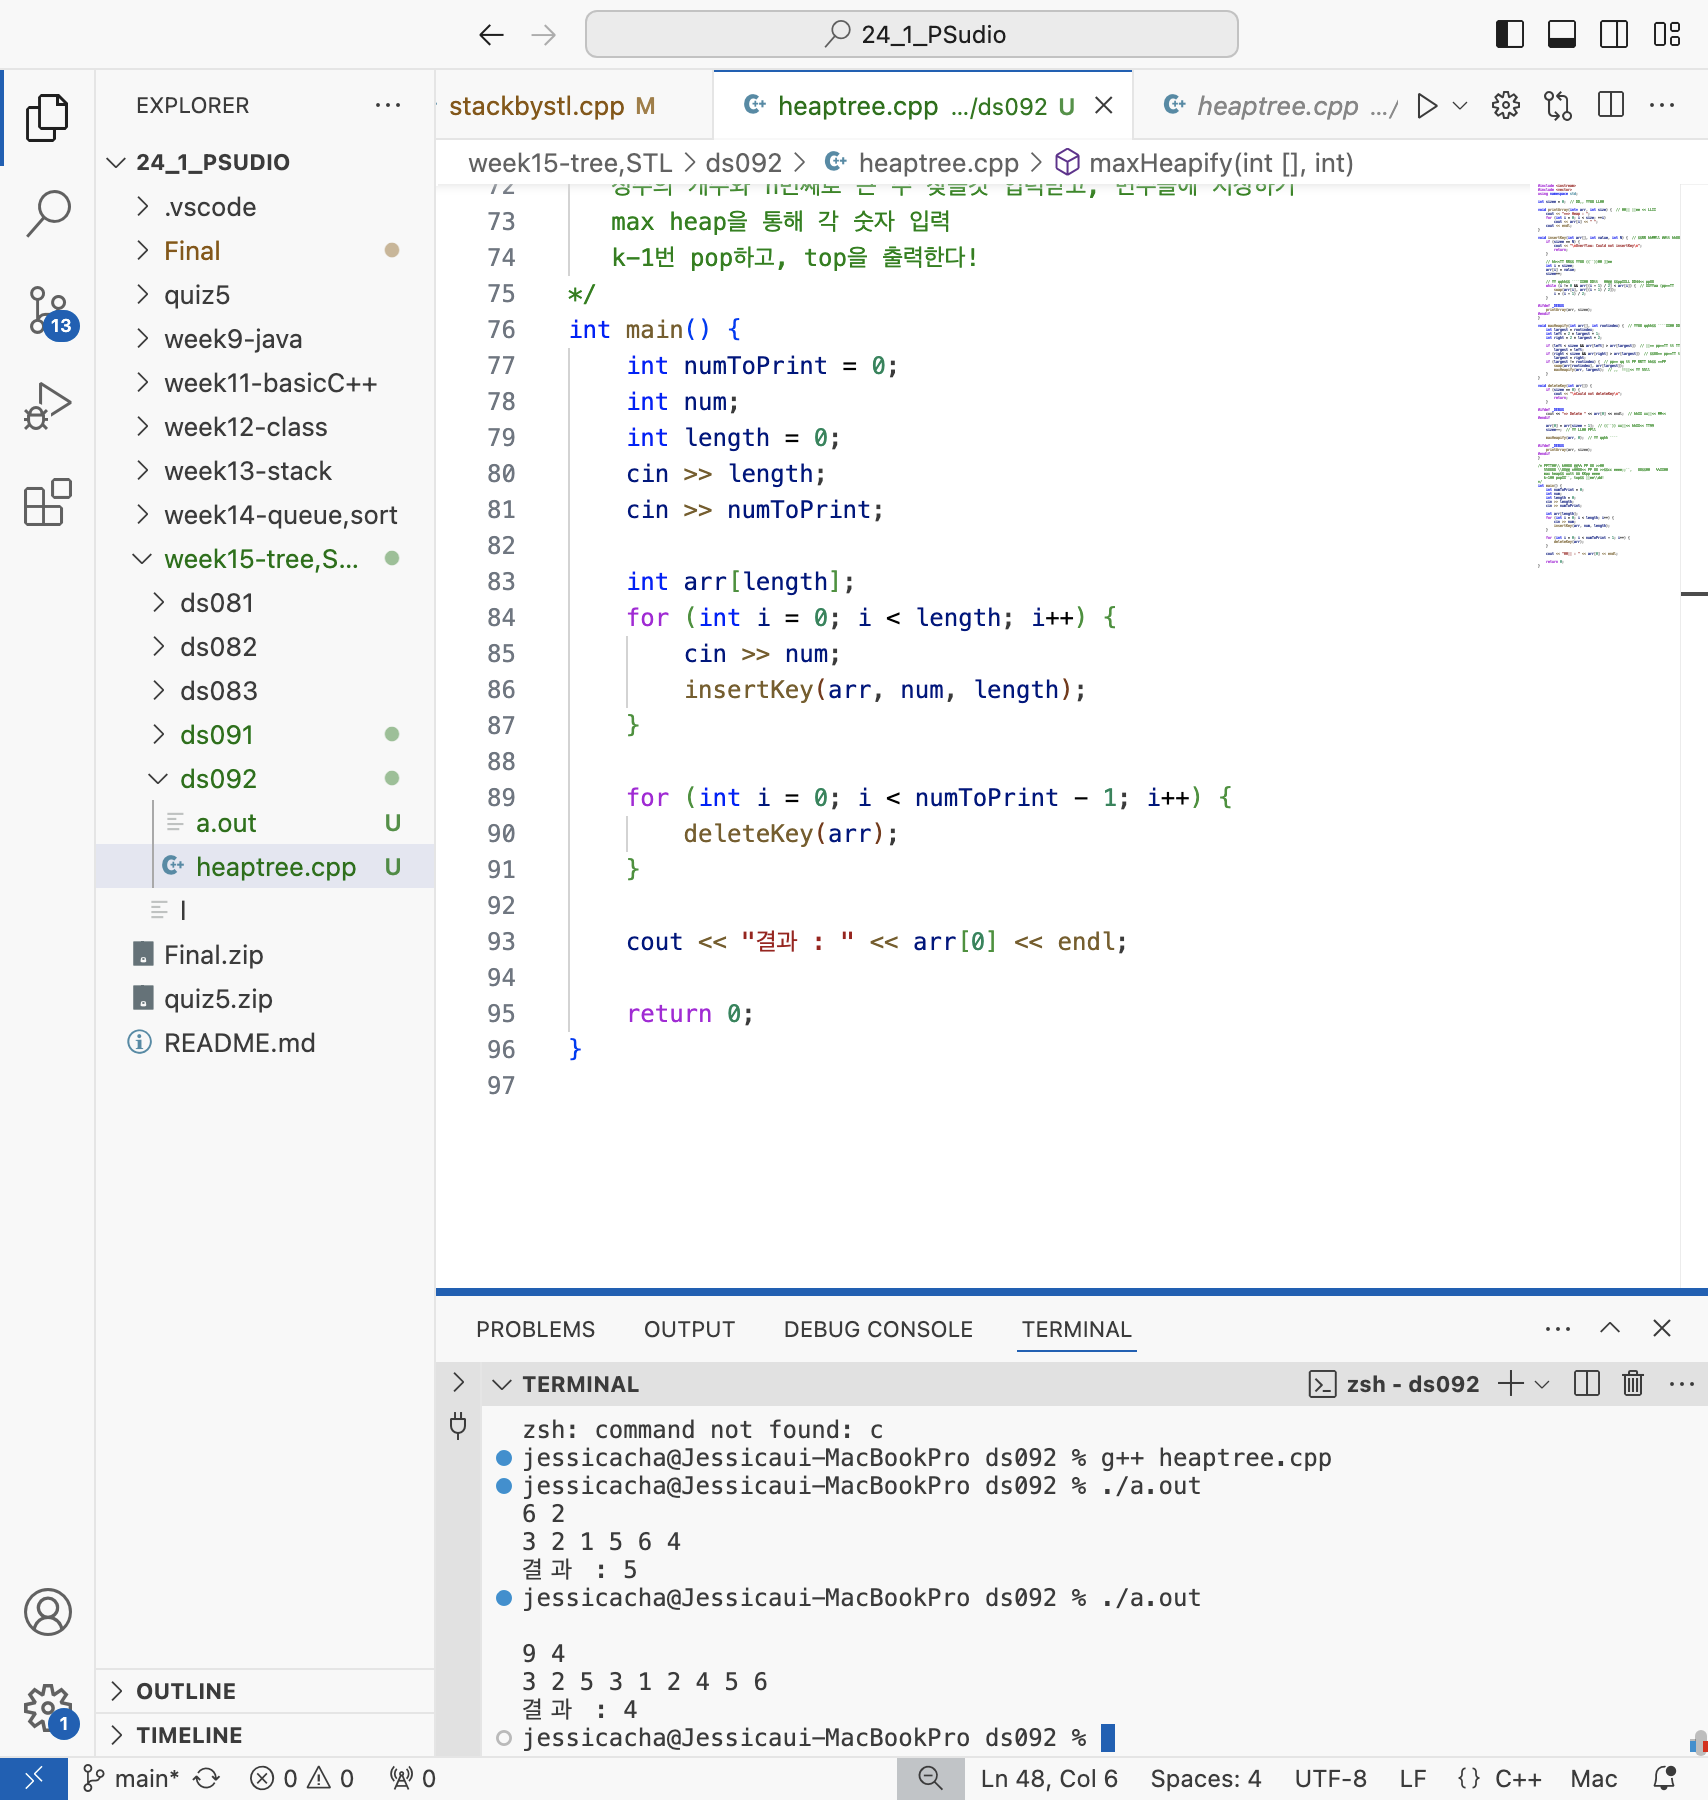 24_1_PSudio
EXPLORER
stackbystl.cpp M
heaptree.cpp .../ds092 U
heaptree.cpp .../
24_1_PSUDIO
week15-tree,STL > ds092 > heaptree.cpp > maxHeapify(int [], int)
.vscode
Final
quiz5
13
week9-java
week11-basicC++
week12-class
week13-stack
week14-queue,sort
week15-tree,S...
ds081
ds082
ds083
ds091
ds092
a.out U
heaptree.cpp U
l
Final.zip
quiz5.zip
README.md
OUTLINE
TIMELINE
1
72
73 max heap을 통해 각 숫자 입력
74 k-1번 pop하고, top을 출력한다!
75 */
76 int main() {
77 int numToPrint = 0;
78 int num;
79 int length = 0;
80 cin >> length;
81 cin >> numToPrint;
82
83 int arr[length];
84 for (int i = 0; i < length; i++) {
85 cin >> num;
86 insertKey(arr, num, length);
87 }
88
89 for (int i = 0; i < numToPrint - 1; i++) {
90 deleteKey(arr);
91 }
92
93 cout << "결과 : " << arr[0] << endl;
94
95 return 0;
96 }
97
PROBLEMS OUTPUT DEBUG CONSOLE TERMINAL
TERMINAL
zsh - ds092
zsh: command not found: c
jessicacha@Jessicaui-MacBookPro ds092 % g++ heaptree.cpp
jessicacha@Jessicaui-MacBookPro ds092 % ./a.out
6 2
3 2 1 5 6 4
결과 : 5
jessicacha@Jessicaui-MacBookPro ds092 % ./a.out
9 4
3 2 5 3 1 2 4 5 6
결과 : 4
jessicacha@Jessicaui-MacBookPro ds092 %
main* 0 0 0 Ln 48, Col 6 Spaces: 4 UTF-8 LF {} C++ Mac